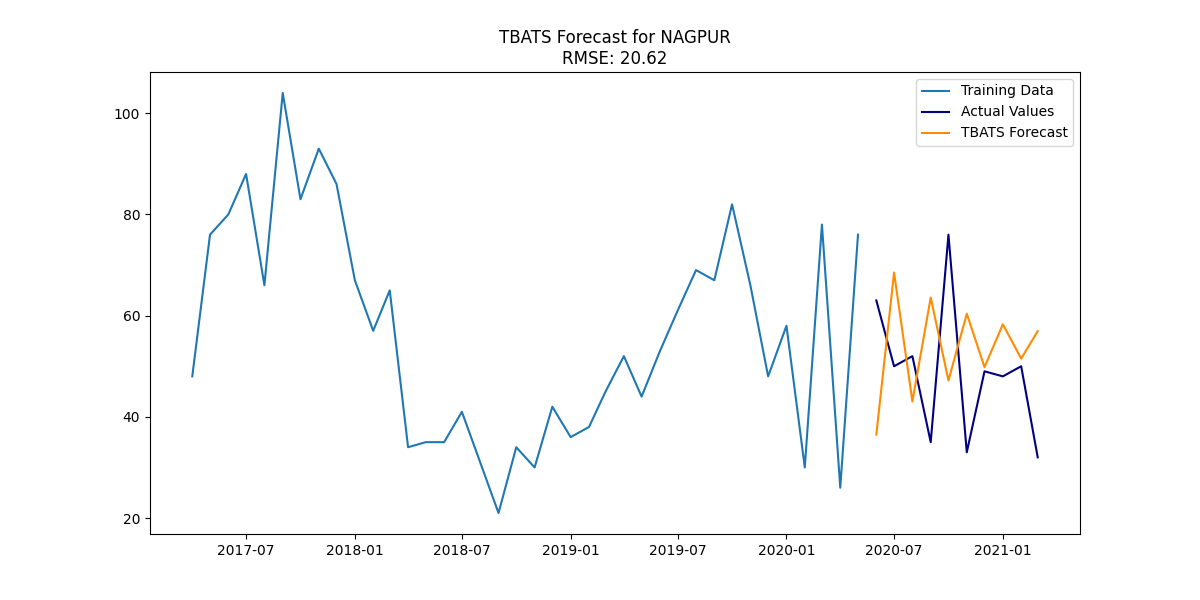 TBATS Forecast for NAGPUR
RMSE: 20.62
Training Data
Actual Values
TBATS Forecast
100
80
60
40
20
2017-07
2018-01
2018-07
2019-01
2019-07
2020-01
2020-07
2021-01